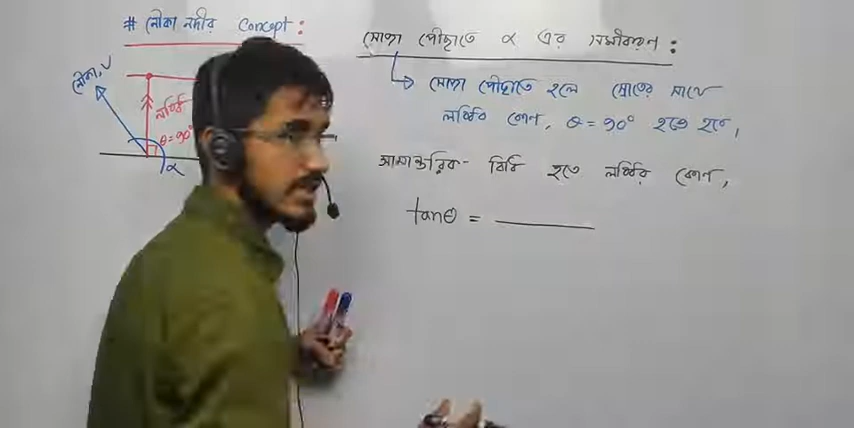 # নৌকা নদীর Concept :
সোজা পৌঁছাতে α এর সমীকরণ :
নৌকা, v
লব্ধি
θ = 90°
α
সোজা পৌঁছাতে হলে স্রোতের সাথে
লব্ধির কোণ, θ = 90° হতে হবে,
সামান্তরিক- বিধি হতে লব্ধির কোণ,
tanθ =